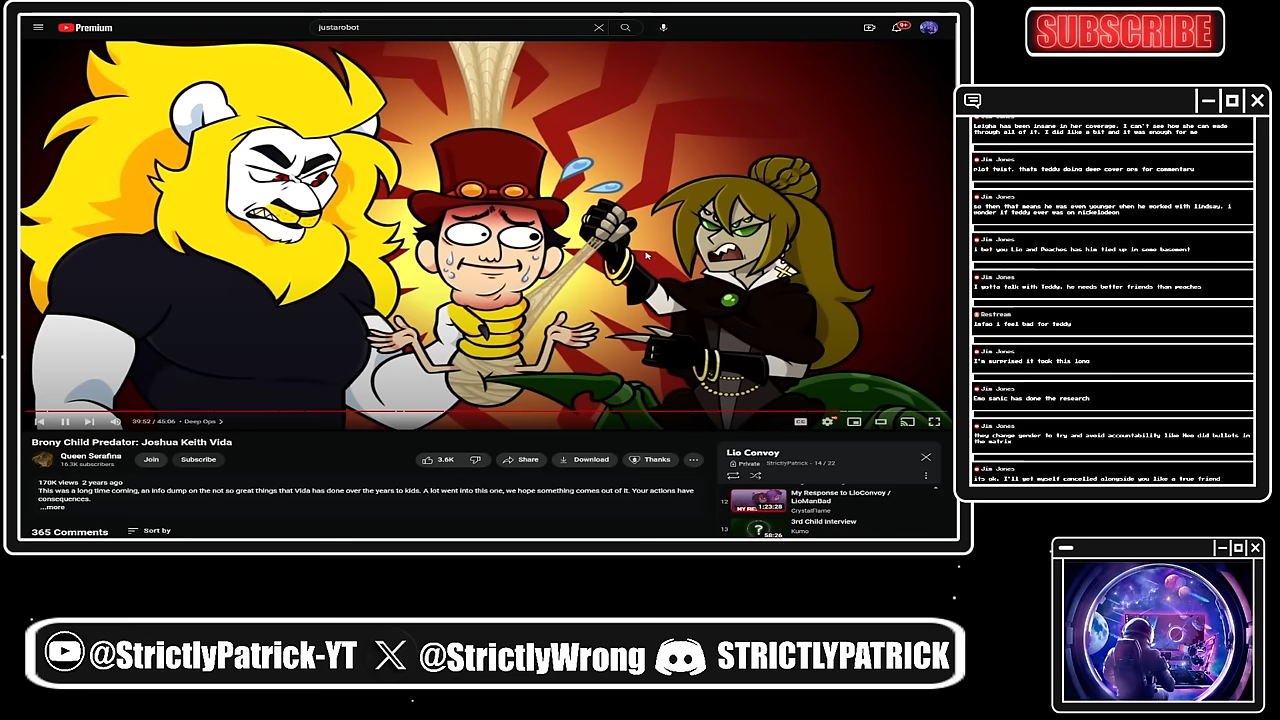 Premium
justarobot
9+
SUBSCRIBE
39:52 / 45:06 • Deep Ops
Brony Child Predator: Joshua Keith Vida
Queen Serafina
16.3K subscribers
Join
Subscribe
3.6K
Share
Download
Thanks
170K views 2 years ago
This was a long time coming, an info dump on the not so great things that Vida has done over the years to kids. A lot went into this one, we hope something comes out of it. Your actions have
consequences.
...more
365 Comments
Sort by
Lio Convoy
Private
StrictlyPatrick - 14 / 22
12
1:23:28
My Response to LioConvoy /
LioManBad
CrystalFlame
13
58:26
3rd Child Interview
Kumo
Leigha has been insane in her coverage. I can't see how she can wade
through all of it. I did like a bit and it was enough for me
Jim Jones
plot twist, thats teddy doing deep cover ops for commentary
Jim Jones
so then that means he was even younger when he worked with lindsay, i
wonder if teddy ever was on nickelodeon
Jim Jones
i bet you Lio and Peaches has him tied up in some basement
Jim Jones
I gotta talk with Teddy, he needs better friends than peaches
Restream
lmfao i feel bad for teddy
Jim Jones
I'm surprised it took this long
Jim Jones
Emo sanic has done the research
Jim Jones
they change gender to try and avoid accountability like Neo did bullets in
the matrix
Jim Jones
its ok, I'll get myself cancelled alongside you like a true friend
@StrictlyPatrick-YT
@StrictlyWrong
STRICTLYPATRICK